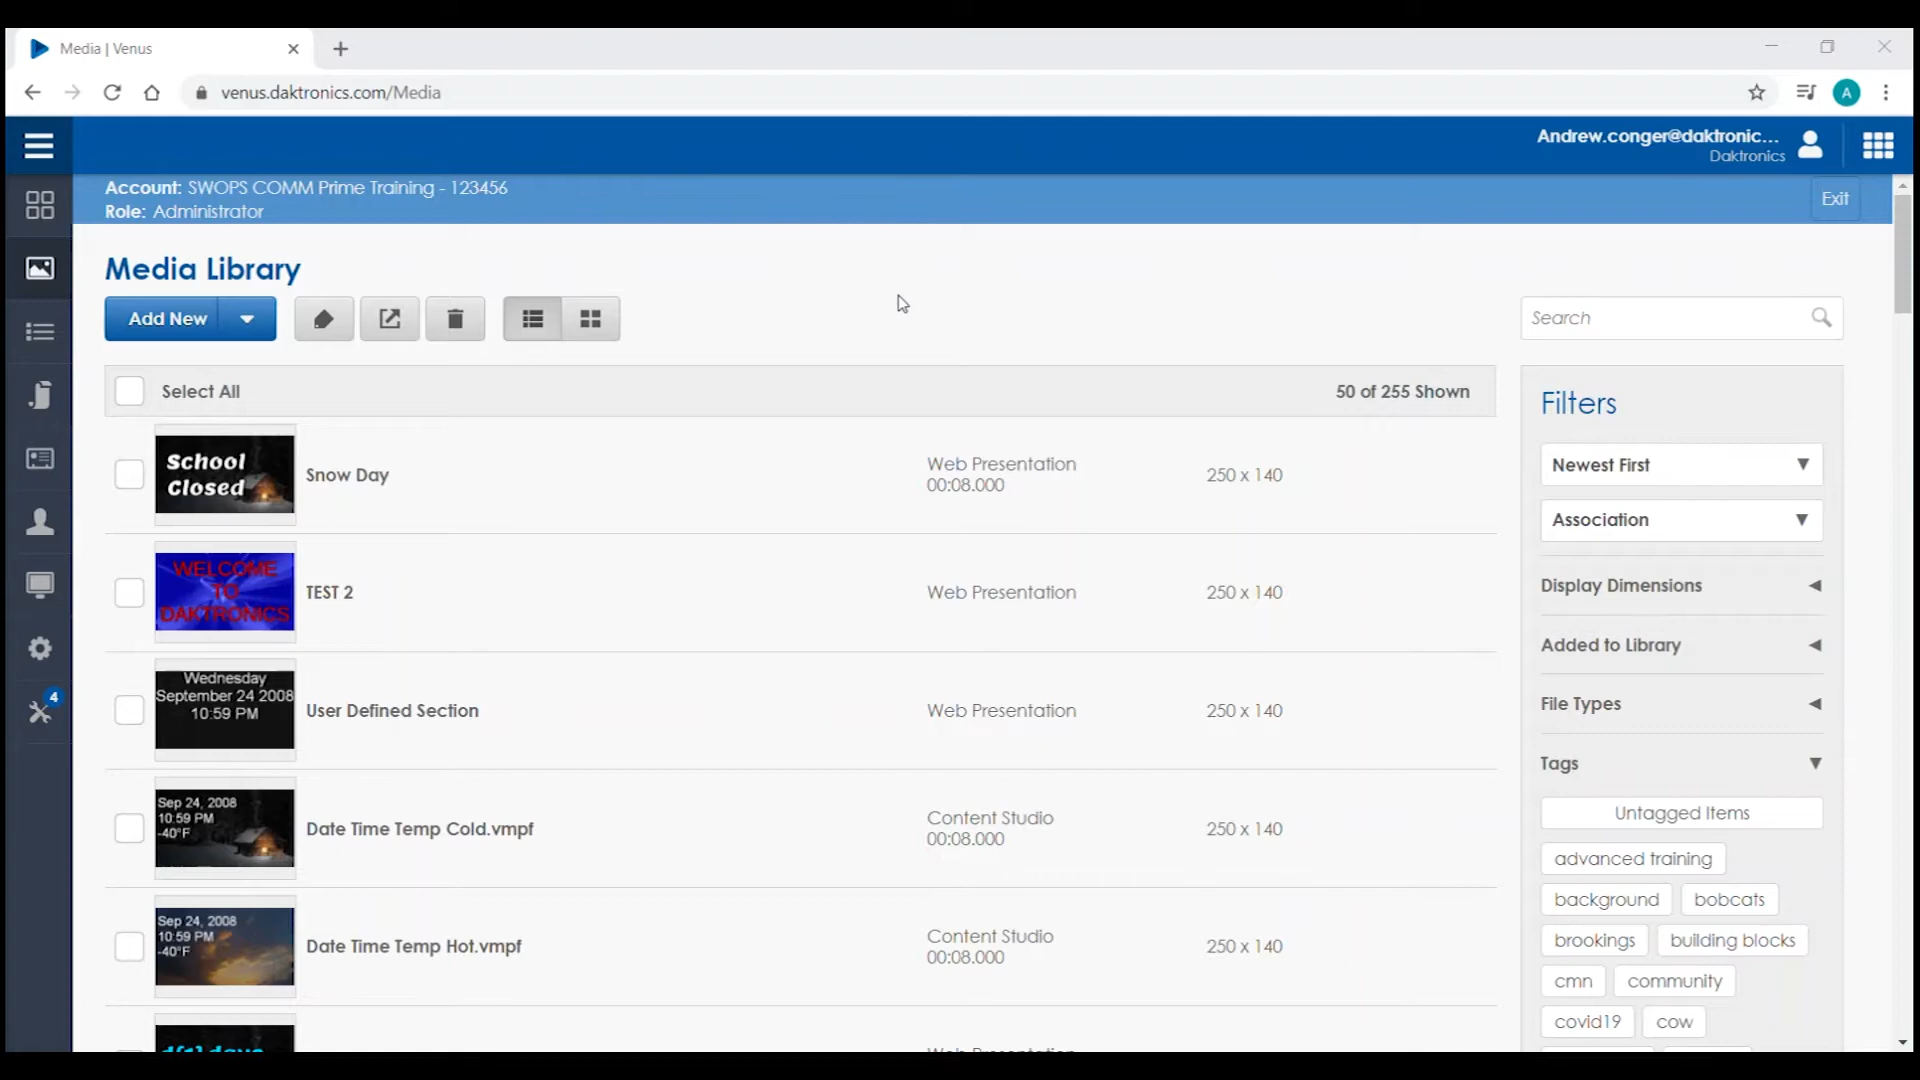 Media | Venus
venus.daktronics.com/Media
A
Andrew.conger@daktronic...
Daktronics
Account: SWOPS COMM Prime Training - 123456
Role: Administrator
Exit
Media Library
Add New
Search
Select All
50 of 255 Shown
School
Closed
Snow Day
Web Presentation
00:08.000
250 x 140
WELCOME
TO
DAKTRONICS
TEST 2
Web Presentation
250 x 140
Wednesday
September 24 2008
10:59 PM
User Defined Section
Web Presentation
250 x 140
Sep 24, 2008
10:59 PM
-40°F
Date Time Temp Cold.vmpf
Content Studio
00:08.000
250 x 140
Sep 24, 2008
10:59 PM
-40°F
Date Time Temp Hot.vmpf
Content Studio
00:08.000
250 x 140
Web Presentation
4
Filters
Newest First
Association
Display Dimensions
Added to Library
File Types
Tags
Untagged Items
advanced training
background bobcats
brookings building blocks
cmn community
covid19 cow